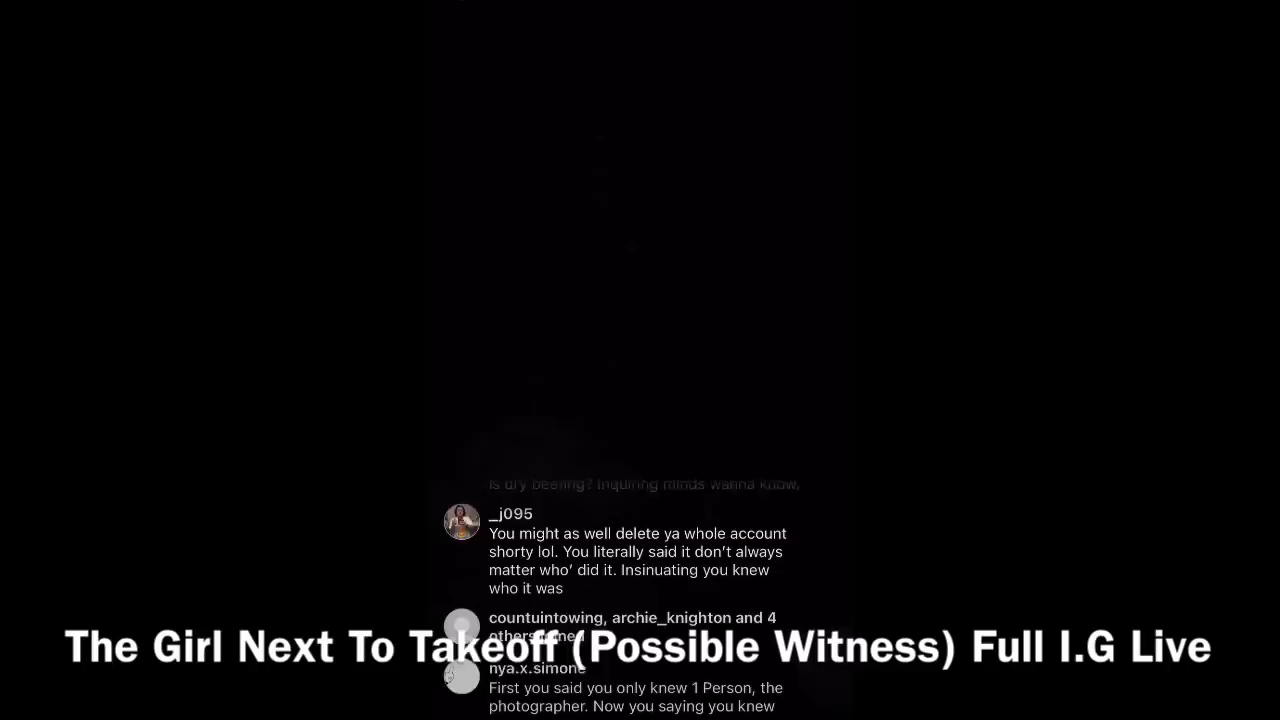 is dry beefing? Inquiring minds wanna know,
_j095
You might as well delete ya whole account
shorty lol. You literally said it don't always
matter who' did it. Insinuating you knew
who it was
countuintowing, archie_knighton and 4
others joined
The Girl Next To Takeoff (Possible Witness) Full I.G Live
nya.x.simone
First you said you only knew 1 Person, the
photographer. Now you saying you knew